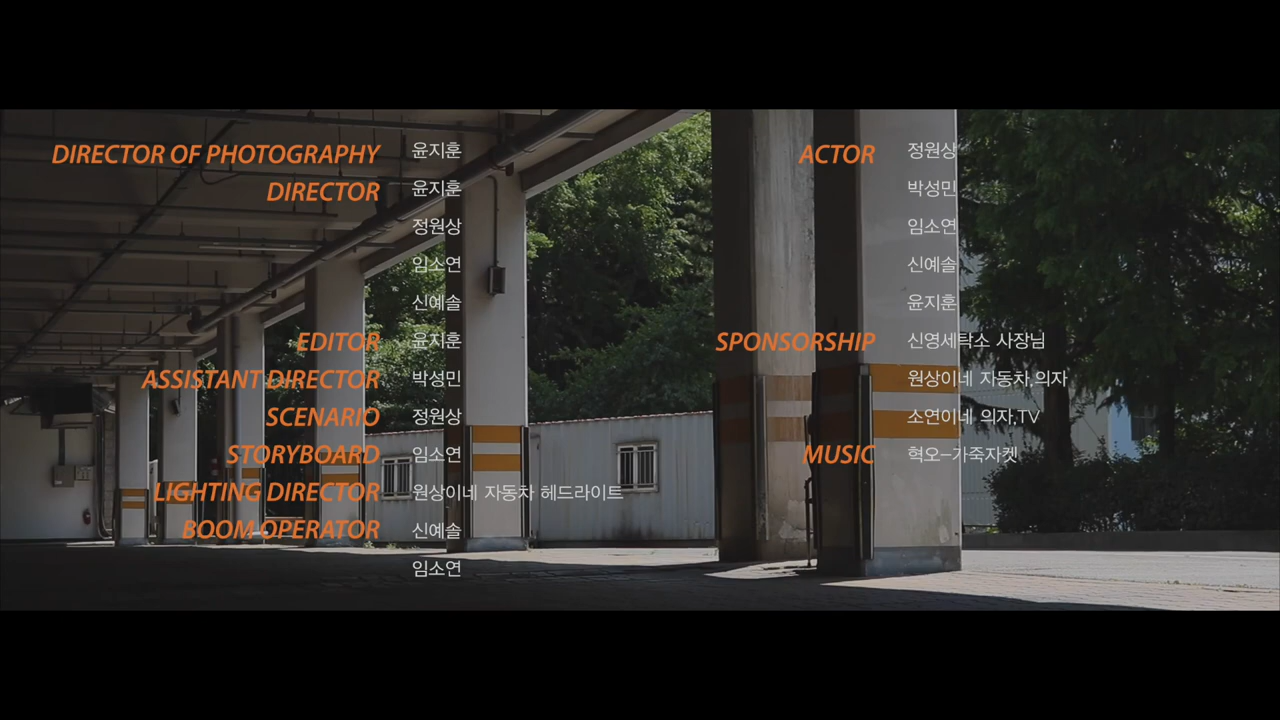 DIRECTOR OF PHOTOGRAPHY 윤지훈
DIRECTOR 윤지훈
정원상
임소연
신예솔
EDITOR 윤지훈
ASSISTANT DIRECTOR 박성민
SCENARIO 정원상
STORYBOARD 임소연
LIGHTING DIRECTOR 원상이네 자동차 헤드라이트
BOOM OPERATOR 신예솔
임소연
ACTOR 정원상
박성민
임소연
신예솔
윤지훈
SPONSORSHIP 신영세탁소 사장님
원상이네 자동차,의자
소연이네 의자,TV
MUSIC 혁오-가죽자켓